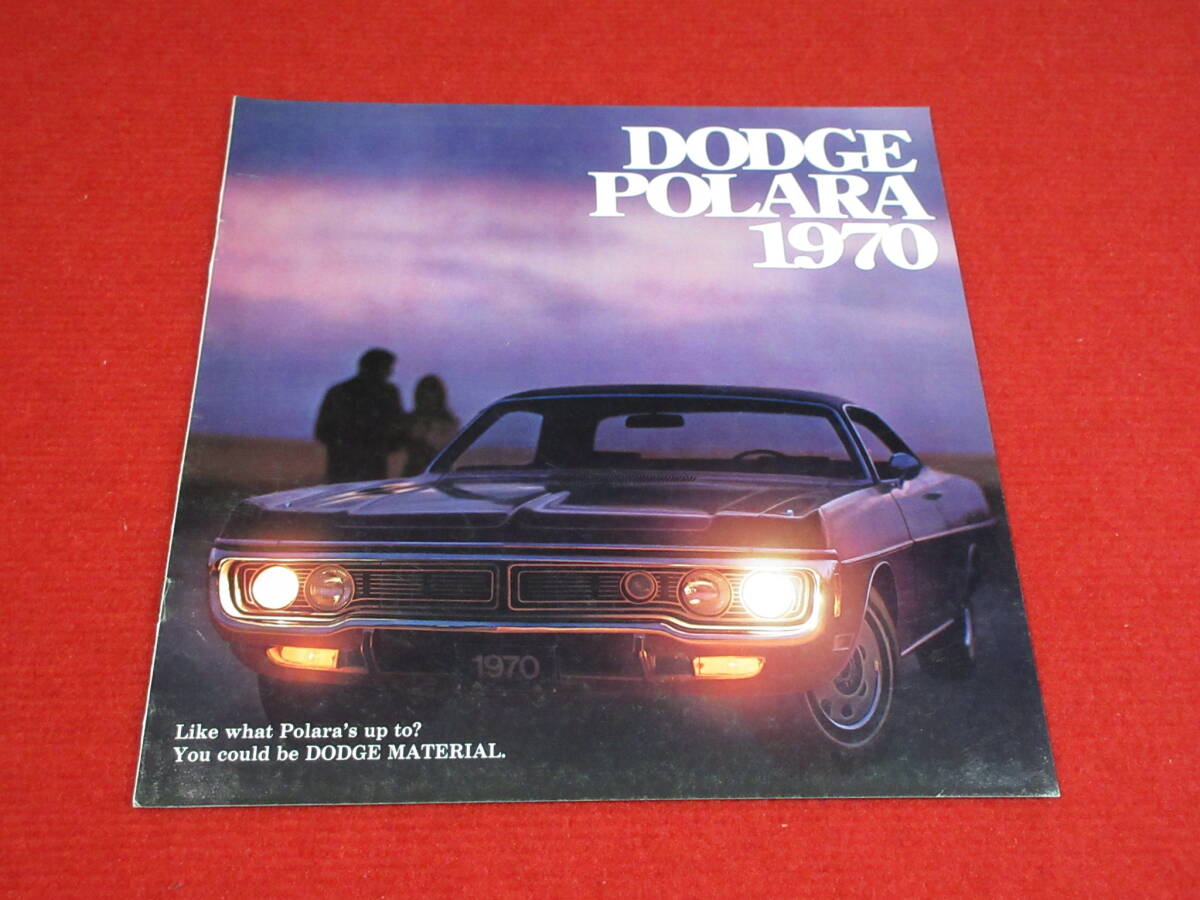 DODGE
POLARA
1970
1970
Like what Polara's up to?
You could be DODGE MATERIAL.